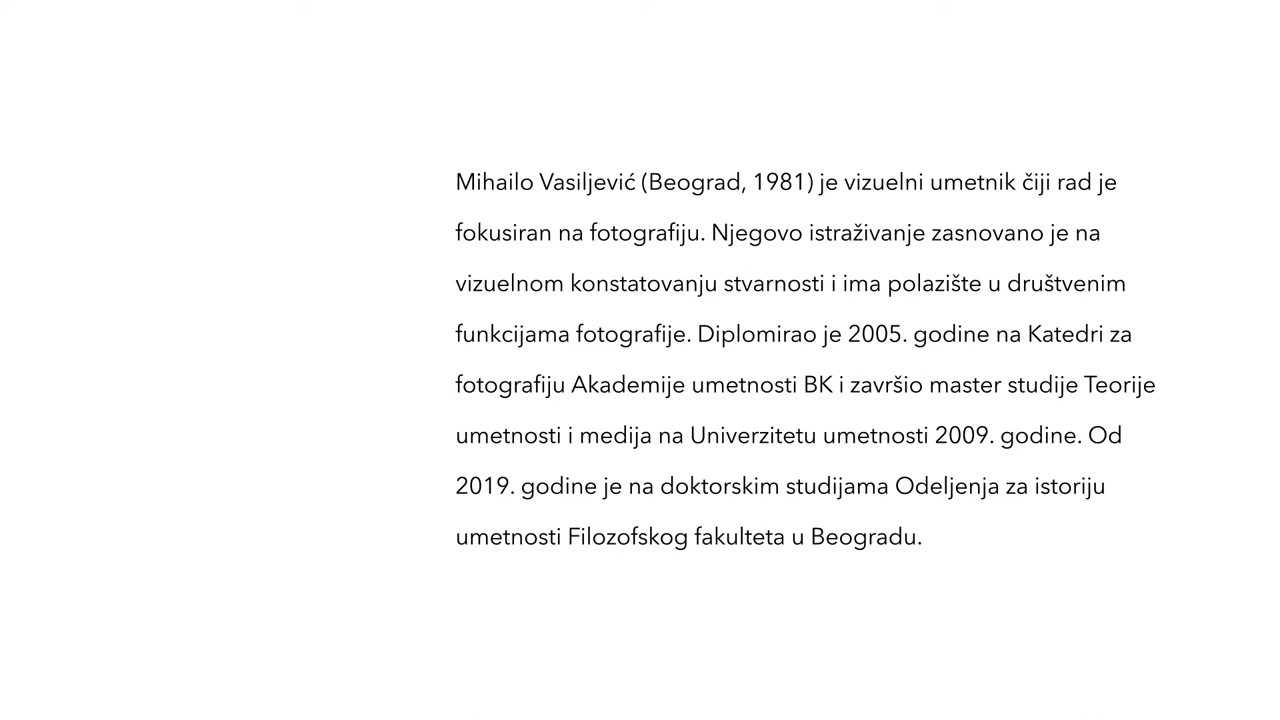 Mihailo Vasiljević (Beograd, 1981) je vizuelni umetnik čiji rad je
fokusiran na fotografiju. Njegovo istraživanje zasnovano je na
vizuelnom konstatovanju stvarnosti i ima polazište u društvenim
funkcijama fotografije. Diplomirao je 2005. godine na Katedri za
fotografiju Akademije umetnosti BK i završio master studije Teorije
umetnosti i medija na Univerzitetu umetnosti 2009. godine. Od
2019. godine je na doktorskim studijama Odeljenja za istoriju
umetnosti Filozofskog fakulteta u Beogradu.